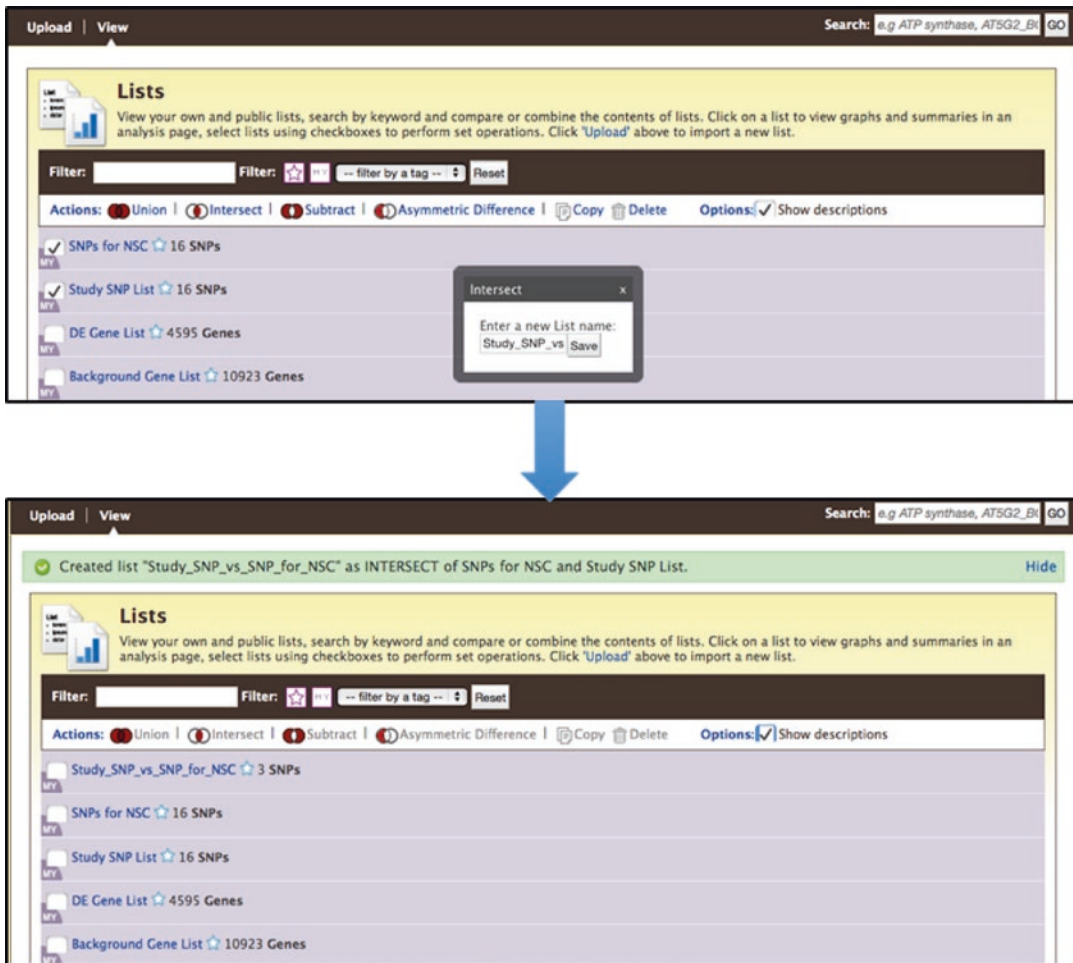 Upload | View
Search: e.g ATP synthase, AT5G2_B( GO
Lists
View your own and public lists, search by keyword and compare or combine the contents of lists. Click on a list to view graphs and summaries in an
analysis page, select lists using checkboxes to perform set operations. Click 'Upload' above to import a new list.
Filter: Filter: MY -- filter by a tag -- Reset
Actions: Union | Intersect | Subtract | Asymmetric Difference | Copy Delete Options: Show descriptions
SNPs for NSC 16 SNPs
MY
Study SNP List 16 SNPs
MY
DE Gene List 4595 Genes
MY
Background Gene List 10923 Genes
MY
Intersect x
Enter a new List name:
Study_SNP_vs Save
Upload | View
Search: e.g ATP synthase, AT5G2_B( GO
Created list "Study_SNP_vs_SNP_for_NSC" as INTERSECT of SNPs for NSC and Study SNP List. Hide
Lists
View your own and public lists, search by keyword and compare or combine the contents of lists. Click on a list to view graphs and summaries in an
analysis page, select lists using checkboxes to perform set operations. Click 'Upload' above to import a new list.
Filter: Filter: MY -- filter by a tag -- Reset
Actions: Union | Intersect | Subtract | Asymmetric Difference | Copy Delete Options: Show descriptions
Study_SNP_vs_SNP_for_NSC 3 SNPs
MY
SNPs for NSC 16 SNPs
MY
Study SNP List 16 SNPs
MY
DE Gene List 4595 Genes
MY
Background Gene List 10923 Genes
MY